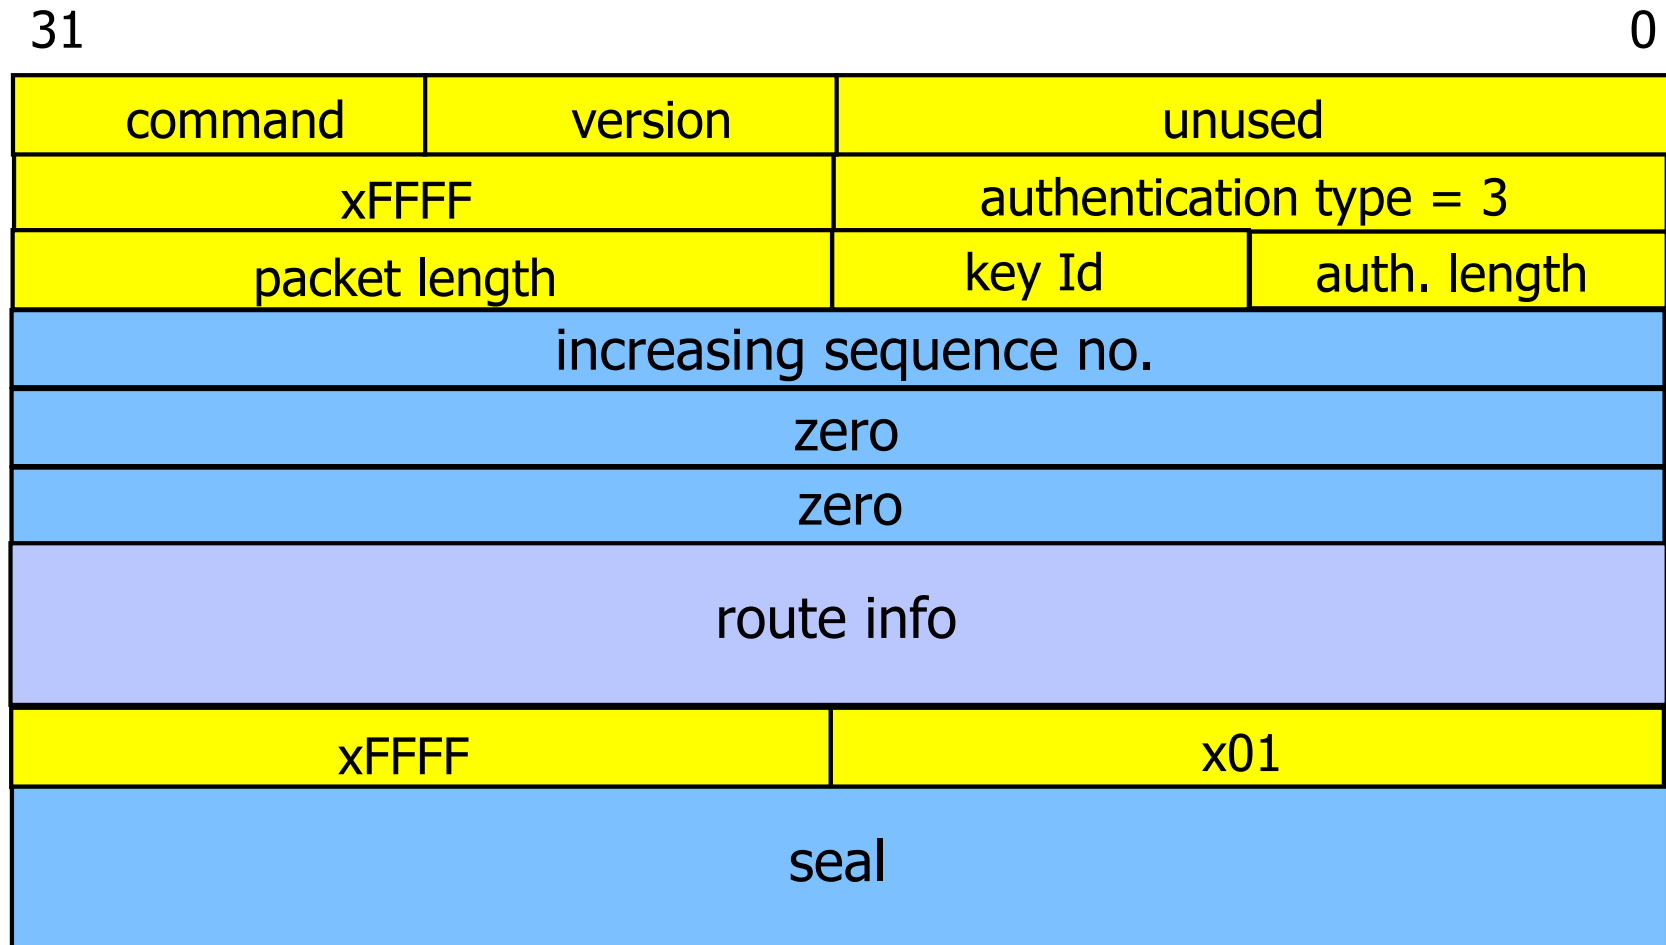 31 0
command version unused
xFFFF authentication type = 3
packet length key Id auth. length
increasing sequence no.
zero
zero
route info
xFFFF x01
seal